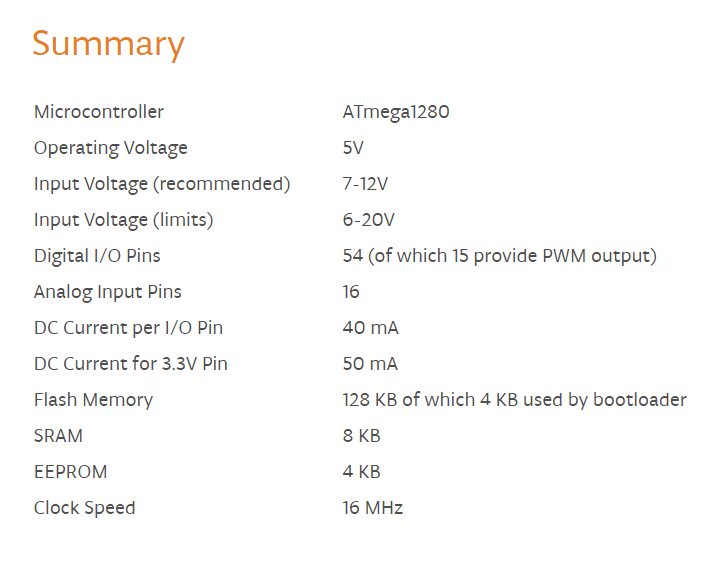 Summary
Microcontroller ATmega1280
Operating Voltage 5V
Input Voltage (recommended) 7-12V
Input Voltage (limits) 6-20V
Digital I/O Pins 54 (of which 15 provide PWM output)
Analog Input Pins 16
DC Current per I/O Pin 40 mA
DC Current for 3.3V Pin 50 mA
Flash Memory 128 KB of which 4 KB used by bootloader
SRAM 8 KB
EEPROM 4 KB
Clock Speed 16 MHz